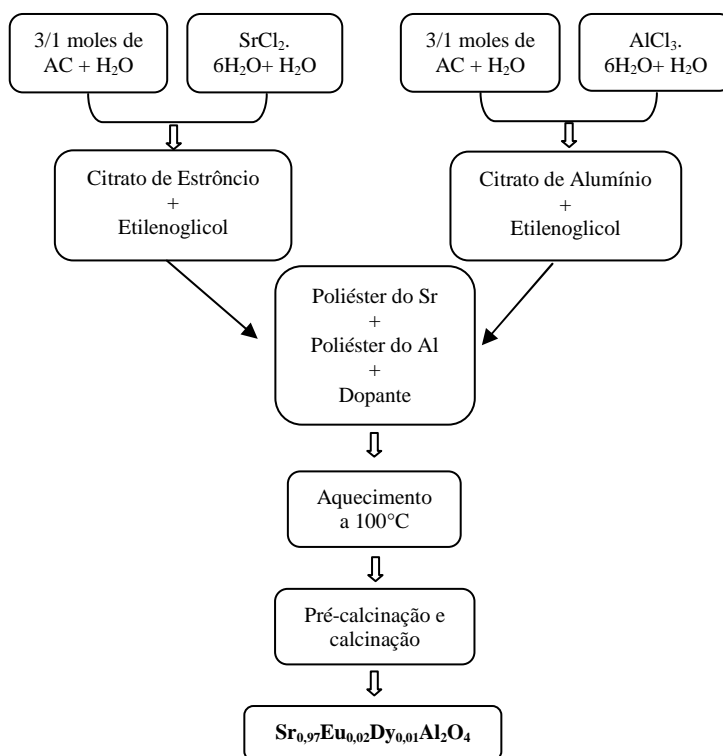 3/1 moles de
AC + H₂O
SrCl₂.
6H₂O+ H₂O
3/1 moles de
AC + H₂O
AlCl₃.
6H₂O+ H₂O
Citrato de Estrôncio
+
Etilenoglicol
Citrato de Alumínio
+
Etilenoglicol
Poliéster do Sr
+
Poliéster do Al
+
Dopante
Aquecimento
a 100°C
Pré-calcinação e
calcinação
Sr₀,₉₇Eu₀,₀₂Dy₀,₀₁Al₂O₄